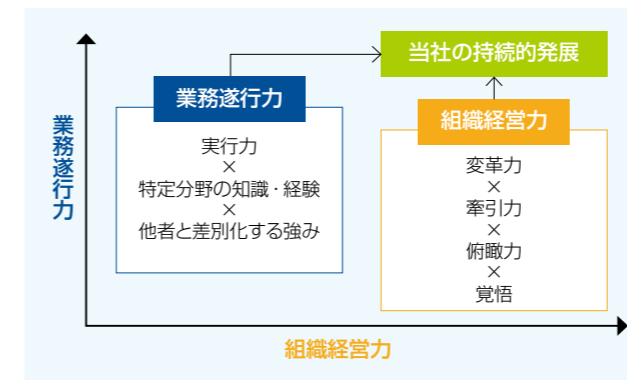 当社の持続的発展
業務遂行力
業務遂行力
実行力
×
特定分野の知識・経験
×
他者と差別化する強み
組織経営力
変革力
×
牽引力
×
俯瞰力
×
覚悟
組織経営力